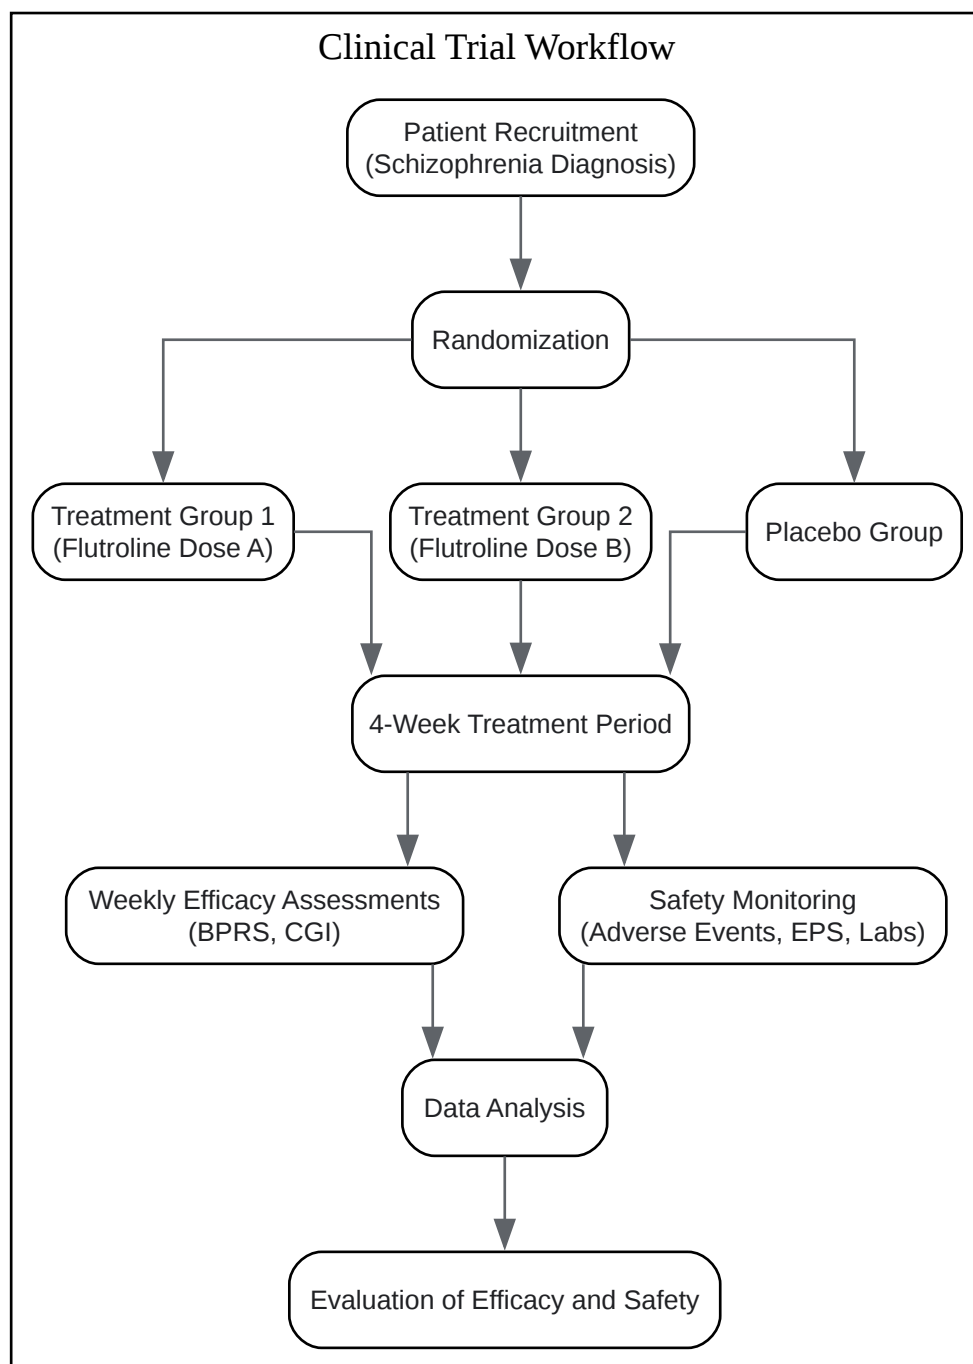 Clinical Trial Workflow
Patient Recruitment
(Schizophrenia Diagnosis)
Randomization
Treatment Group 1
(Flutroline Dose A)
Treatment Group 2
(Flutroline Dose B)
Placebo Group
4-Week Treatment Period
Weekly Efficacy Assessments
(BPRS, CGI)
Safety Monitoring
(Adverse Events, EPS, Labs)
Data Analysis
Evaluation of Efficacy and Safety